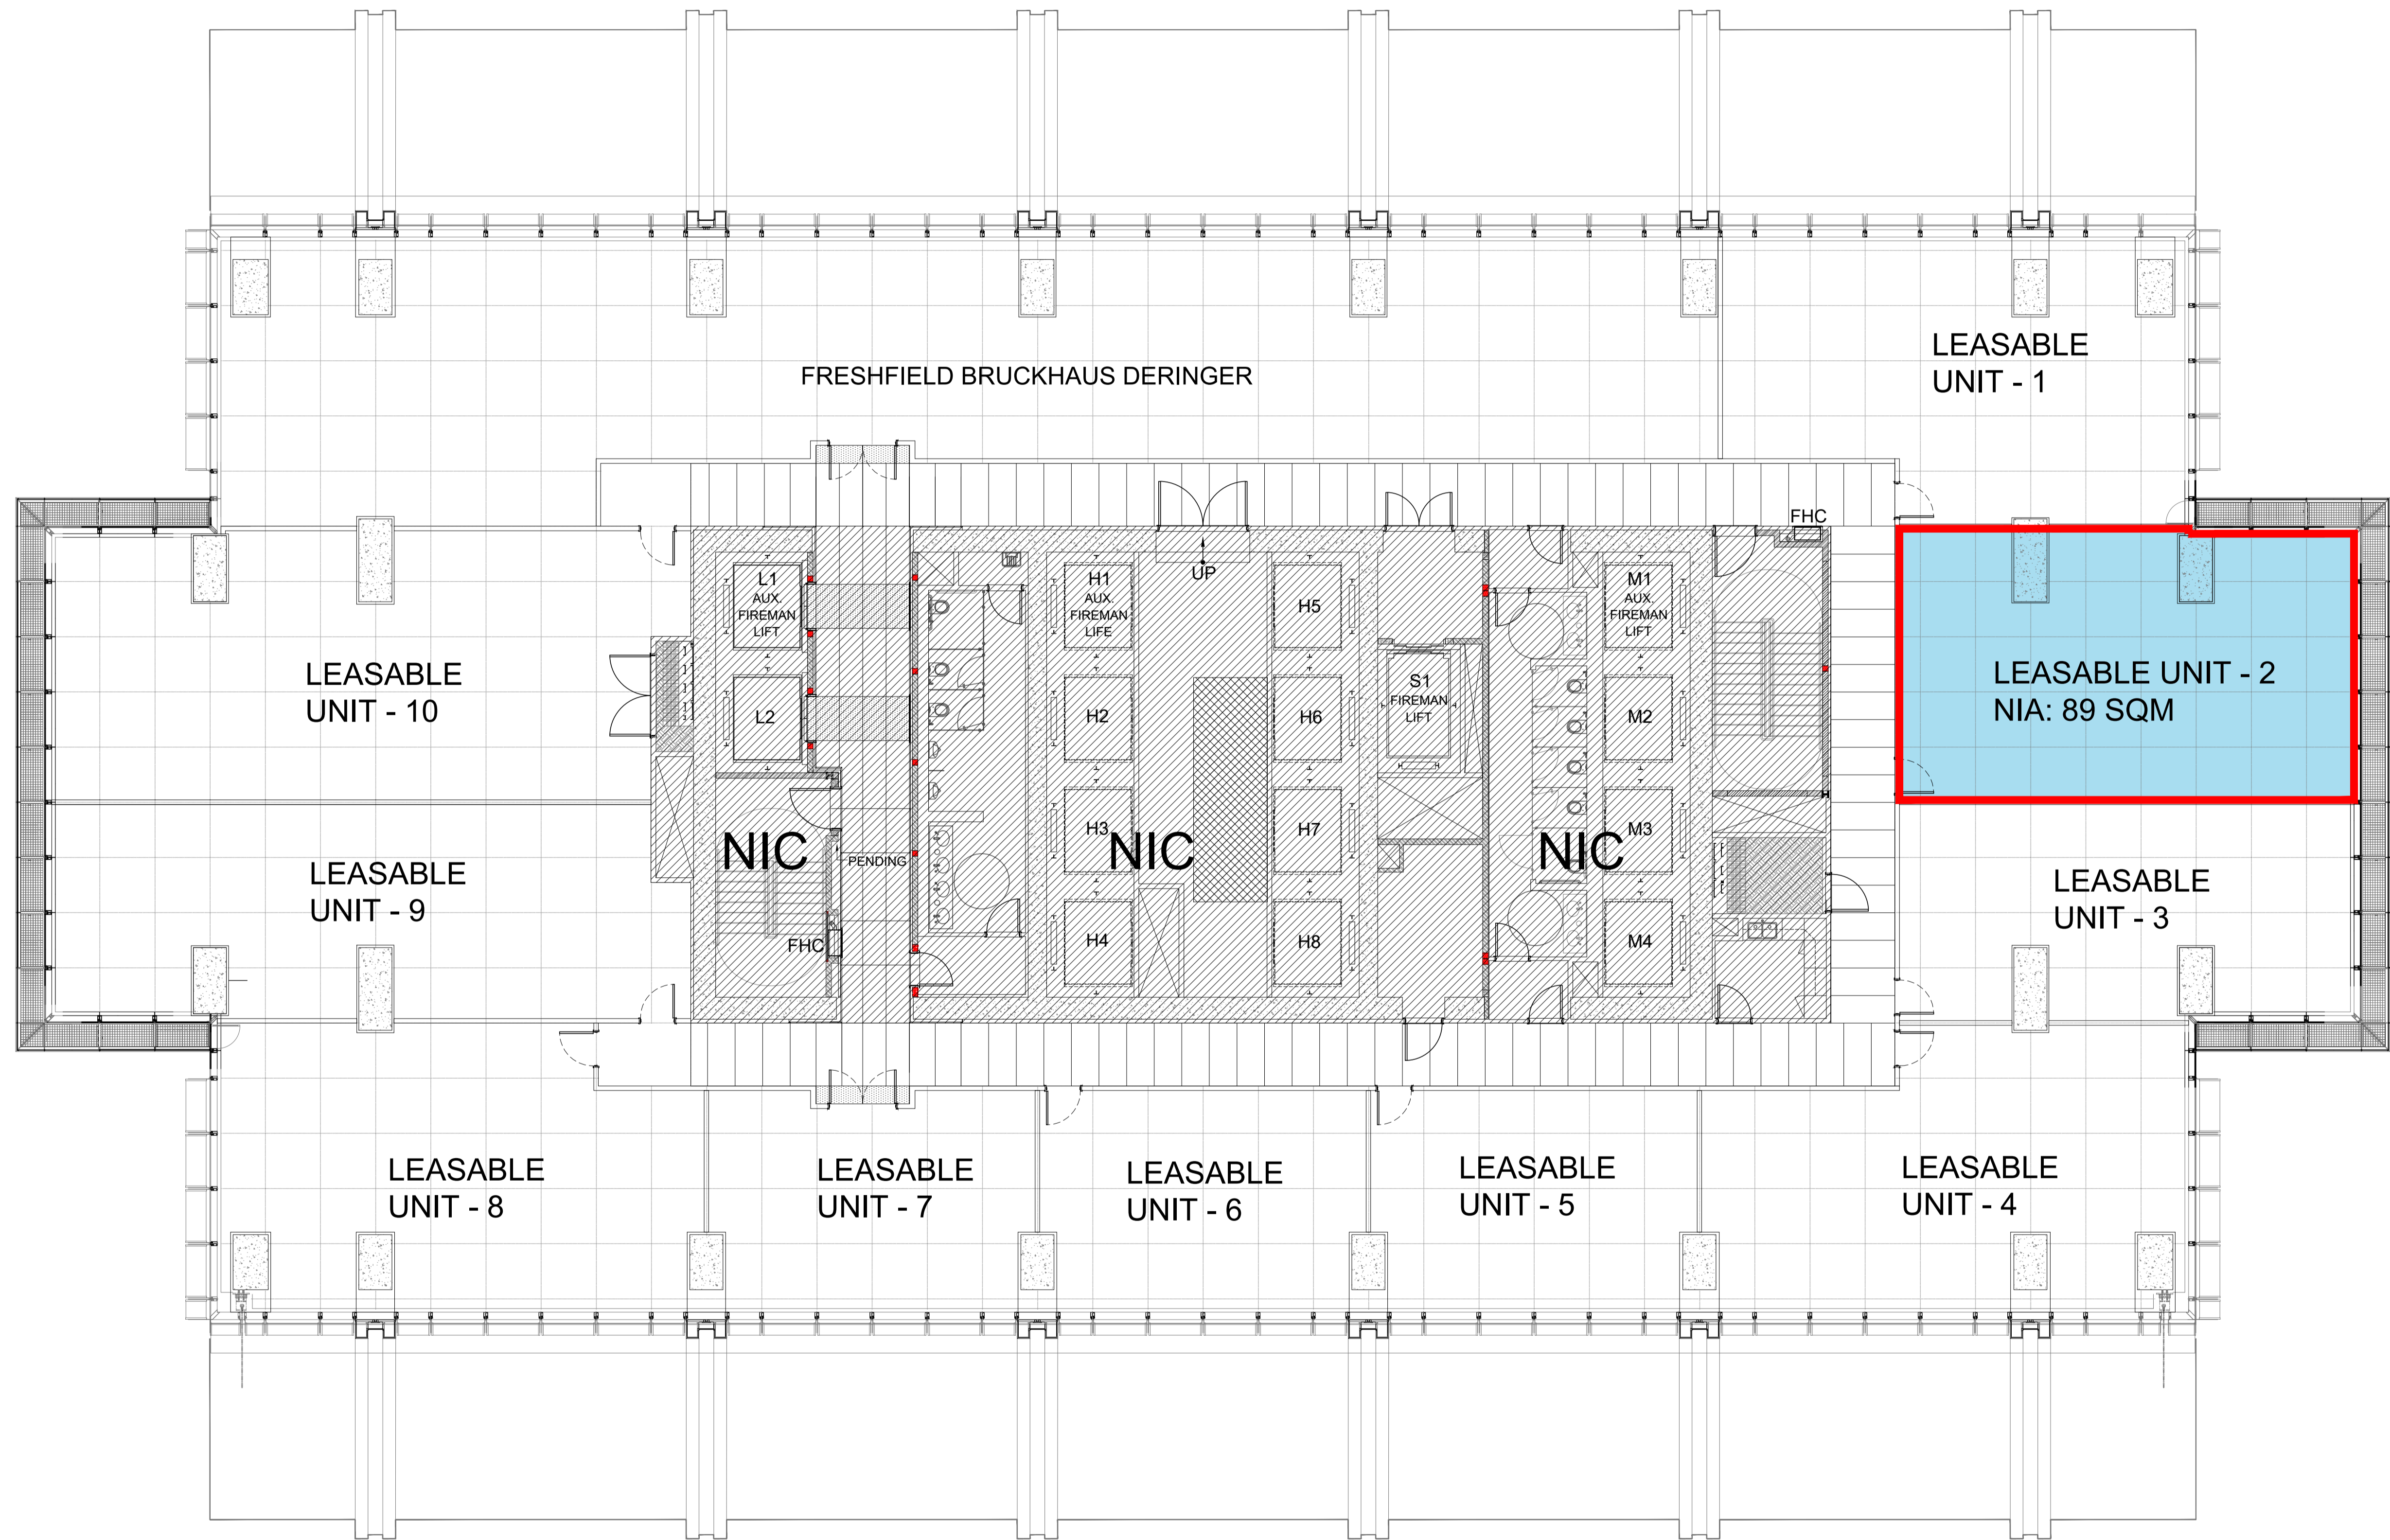 FRESHFIELD BRUCKHAUS DERINGER
LEASABLE
UNIT - 1
FHC
UP
L1
AUX.
FIREMAN
LIFT
H1
AUX.
FIREMAN
LIFE
H5
M1
AUX.
FIREMAN
LIFT
LEASABLE
UNIT - 10
L2
H2
H6
S1
FIREMAN
LIFT
M2
LEASABLE UNIT - 2
NIA: 89 SQM
NIC
PENDING
H3
NIC
H7
NIC
M3
LEASABLE
UNIT - 9
FHC
H4
H8
M4
LEASABLE
UNIT - 3
LEASABLE
UNIT - 8
LEASABLE
UNIT - 7
LEASABLE
UNIT - 6
LEASABLE
UNIT - 5
LEASABLE
UNIT - 4